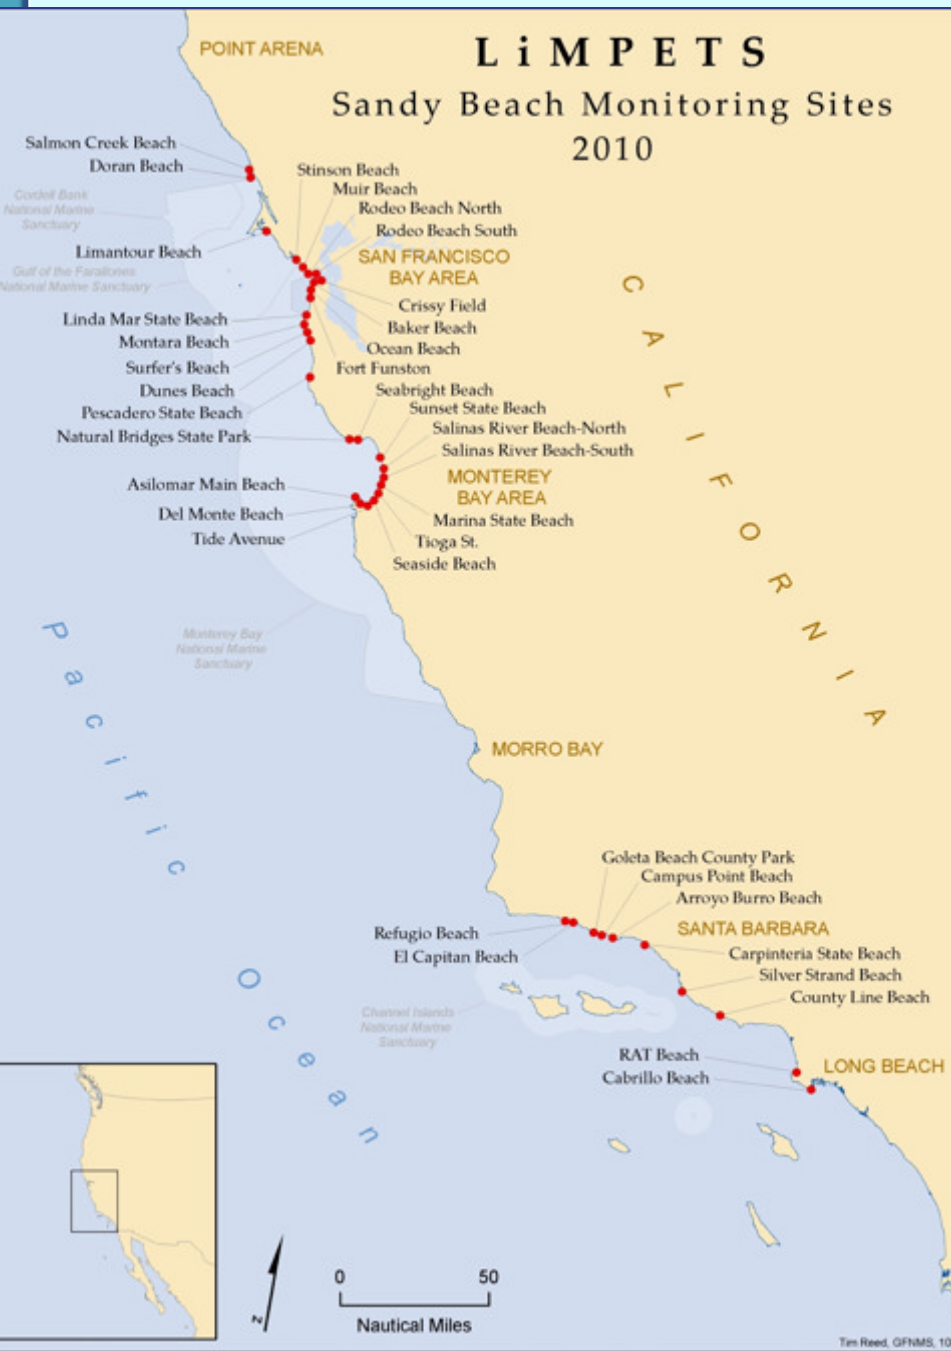 LiMPETS
Sandy Beach Monitoring Sites
2010
POINT ARENA
Salmon Creek Beach
Doran Beach
Cordell Bank
National Marine
Sanctuary
Limantour Beach
Gulf of the Farallones
National Marine Sanctuary
Stinson Beach
Muir Beach
Rodeo Beach North
Rodeo Beach South
SAN FRANCISCO
BAY AREA
Crissy Field
Baker Beach
Ocean Beach
Fort Funston
Linda Mar State Beach
Montara Beach
Surfer's Beach
Dunes Beach
Pescadero State Beach
Natural Bridges State Park
Seabright Beach
Sunset State Beach
Salinas River Beach-North
Salinas River Beach-South
MONTEREY
BAY AREA
Marina State Beach
Tioga St.
Seaside Beach
Asilomar Main Beach
Del Monte Beach
Tide Avenue
Monterey Bay
National Marine
Sanctuary
CALIFORNIA
Pacific Ocean
MORRO BAY
Goleta Beach County Park
Campus Point Beach
Arroyo Burro Beach
SANTA BARBARA
Refugio Beach
El Capitan Beach
Carpinteria State Beach
Silver Strand Beach
County Line Beach
Channel Islands
National Marine
Sanctuary
RAT Beach
Cabrillo Beach
LONG BEACH
N
0 50
Nautical Miles
Tim Reed, GFNMS, 10